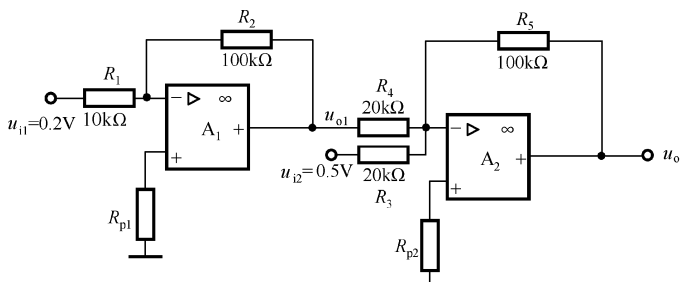 R2
100kΩ
R5
100kΩ
R1
10kΩ
ui1=0.2V
− ▷ ∞
A1
+
+
uo1
R4
20kΩ
ui2=0.5V
20kΩ
R3
− ▷ ∞
A2
+
+
uo
Rp1
Rp2